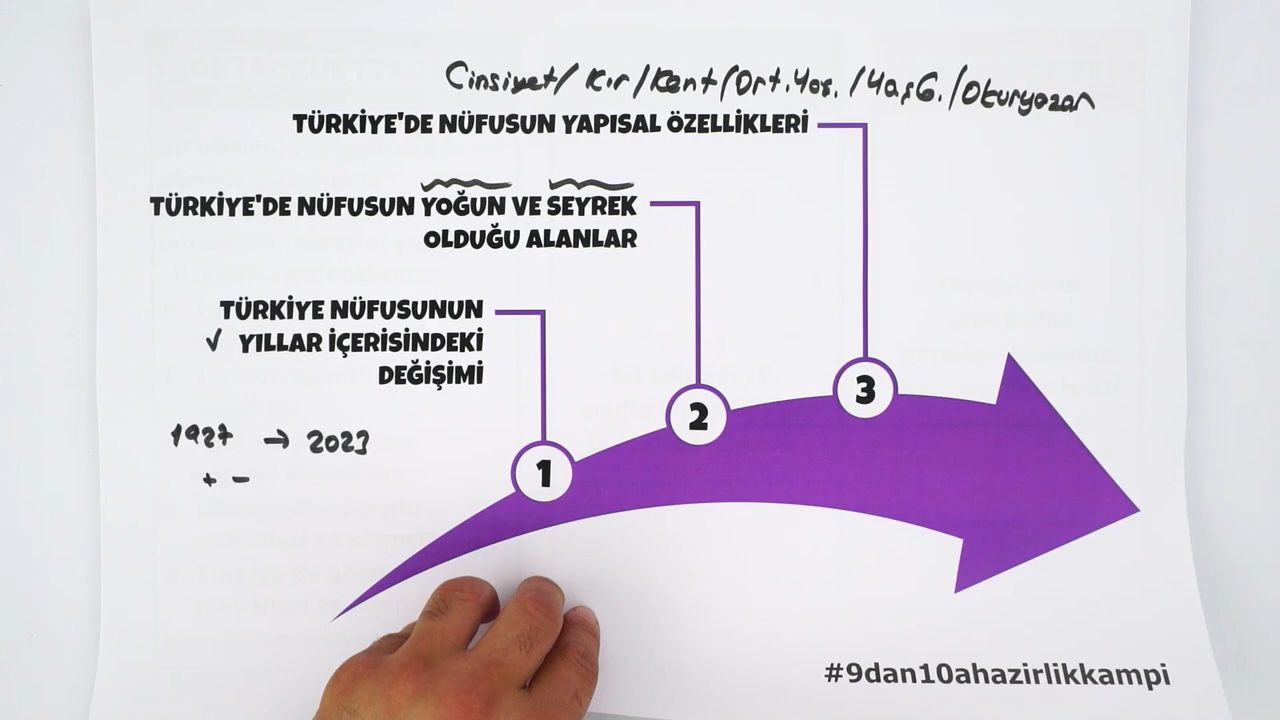 Cinsiyet/ Kır/Kent/Ort.Yaş. /YaşG./Okuryazar
TÜRKİYE'DE NÜFUSUN YAPISAL ÖZELLİKLERİ
TÜRKİYE'DE NÜFUSUN YOĞUN VE SEYREK
OLDUĞU ALANLAR
TÜRKİYE NÜFUSUNUN
✓ YILLAR İÇERİSİNDEKİ
DEĞİŞİMİ
1927 → 2023
+ -
1
2
3
#9dan10ahazirlikkampi